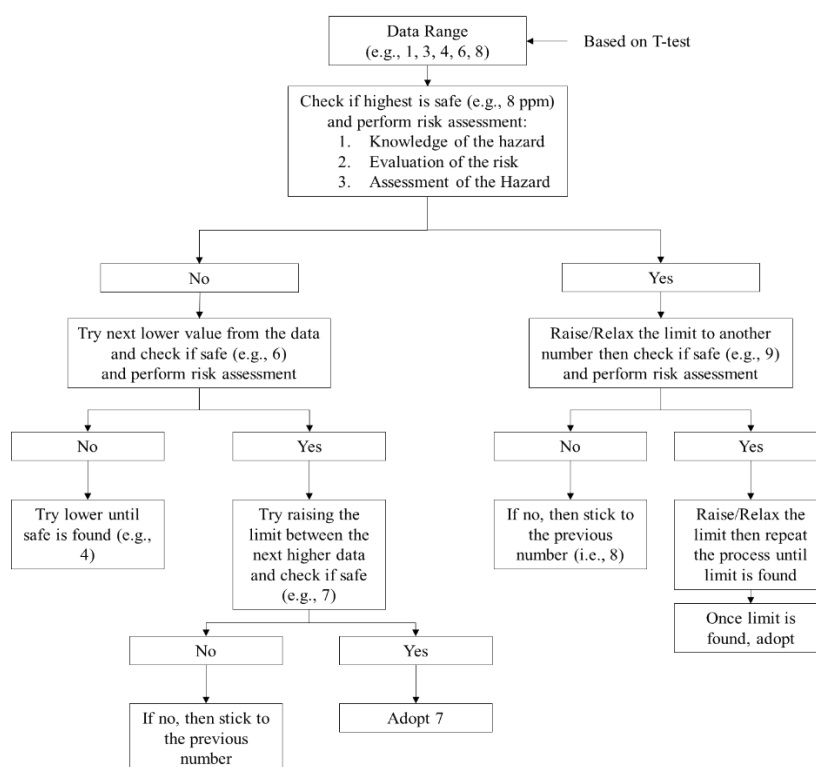 Data Range
(e.g., 1, 3, 4, 6, 8)
Based on T-test
Check if highest is safe (e.g., 8 ppm)
and perform risk assessment:
1. Knowledge of the hazard
2. Evaluation of the risk
3. Assessment of the Hazard
No
Yes
Try next lower value from the data
and check if safe (e.g., 6)
and perform risk assessment
Raise/Relax the limit to another
number then check if safe (e.g., 9)
and perform risk assessment
No
Yes
No
Yes
Try lower until
safe is found (e.g.,
4)
Try raising the
limit between the
next higher data
and check if safe
(e.g., 7)
If no, then stick to
the previous
number (i.e., 8)
Raise/Relax the
limit then repeat
the process until
limit is found
Once limit is
found, adopt
No
Yes
If no, then stick to
the previous
number
Adopt 7